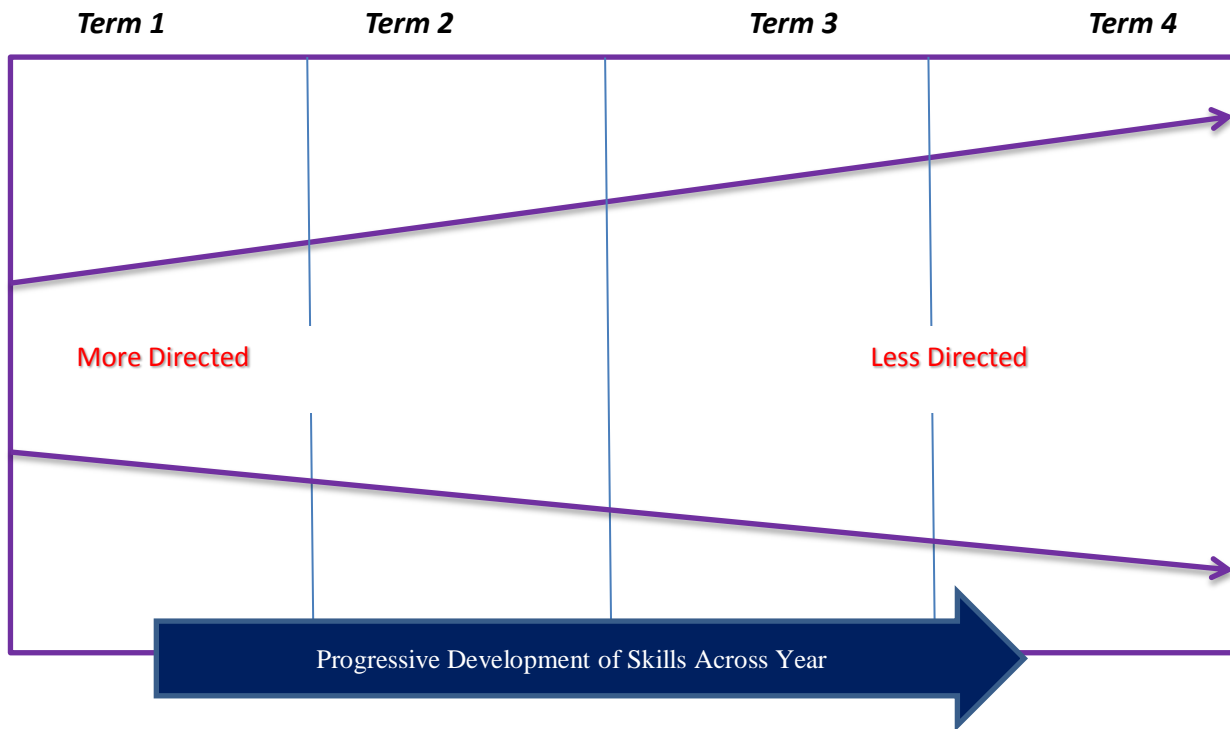 Term 1 Term 2 Term 3 Term 4
More Directed Less Directed
Progressive Development of Skills Across Year